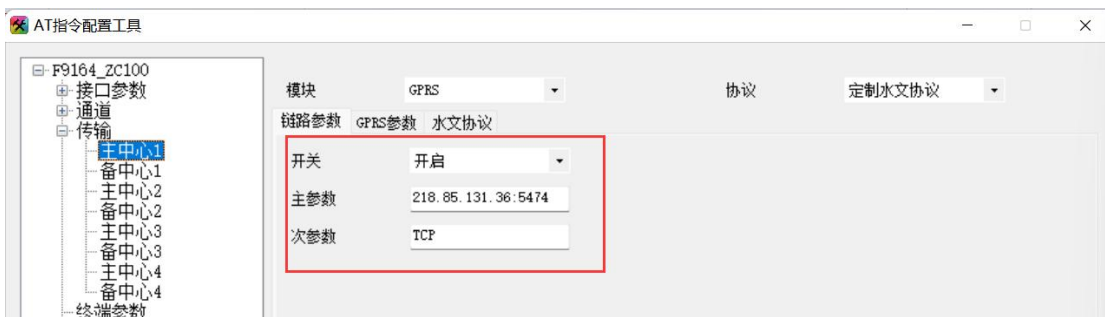 AT指令配置工具
F9164_ZC100
接口参数
通道
传输
主中心1
备中心1
主中心2
备中心2
主中心3
备中心3
主中心4
备中心4
终端参数
模块 GPRS 协议 定制水文协议
链路参数 GPRS参数 水文协议
开关 开启
主参数 218.85.131.36:5474
次参数 TCP